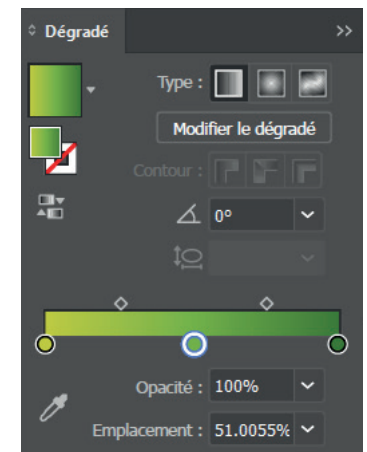 Dégradé >>
Type :
Modifier le dégradé
Contour :
0°
Opacité : 100%
Emplacement : 51.0055%